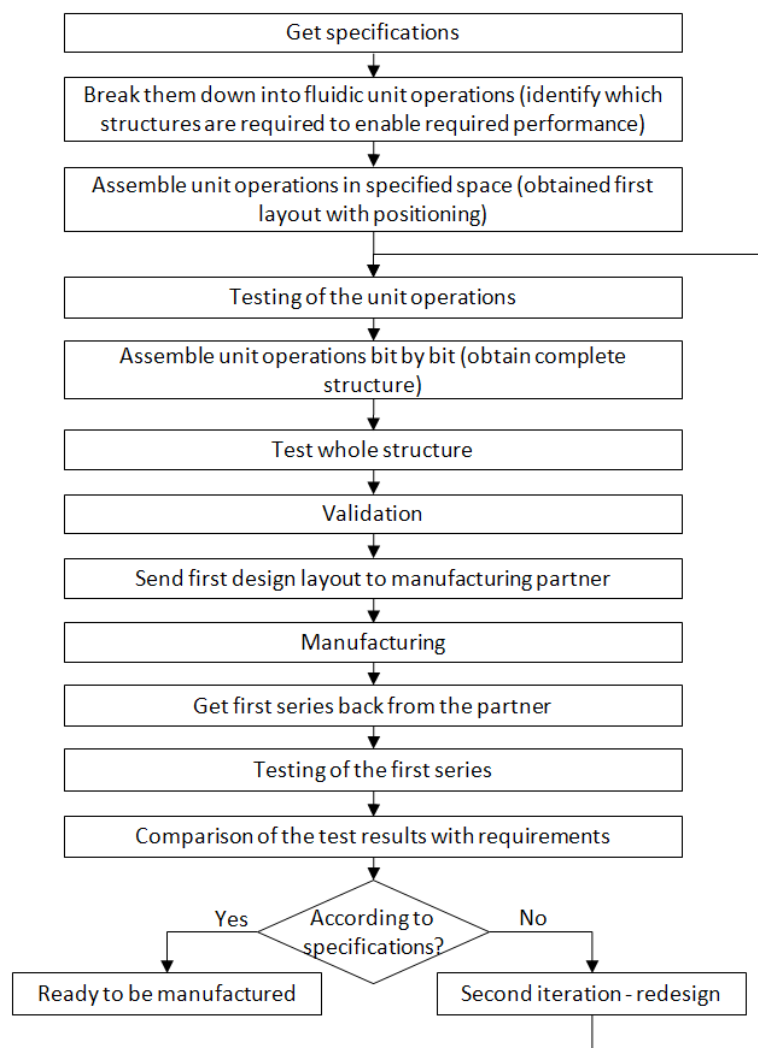 Get specifications
Break them down into fluidic unit operations (identify which
structures are required to enable required performance)
Assemble unit operations in specified space (obtained first
layout with positioning)
Testing of the unit operations
Assemble unit operations bit by bit (obtain complete
structure)
Test whole structure
Validation
Send first design layout to manufacturing partner
Manufacturing
Get first series back from the partner
Testing of the first series
Comparison of the test results with requirements
Yes
According to
specifications?
No
Ready to be manufactured
Second iteration - redesign